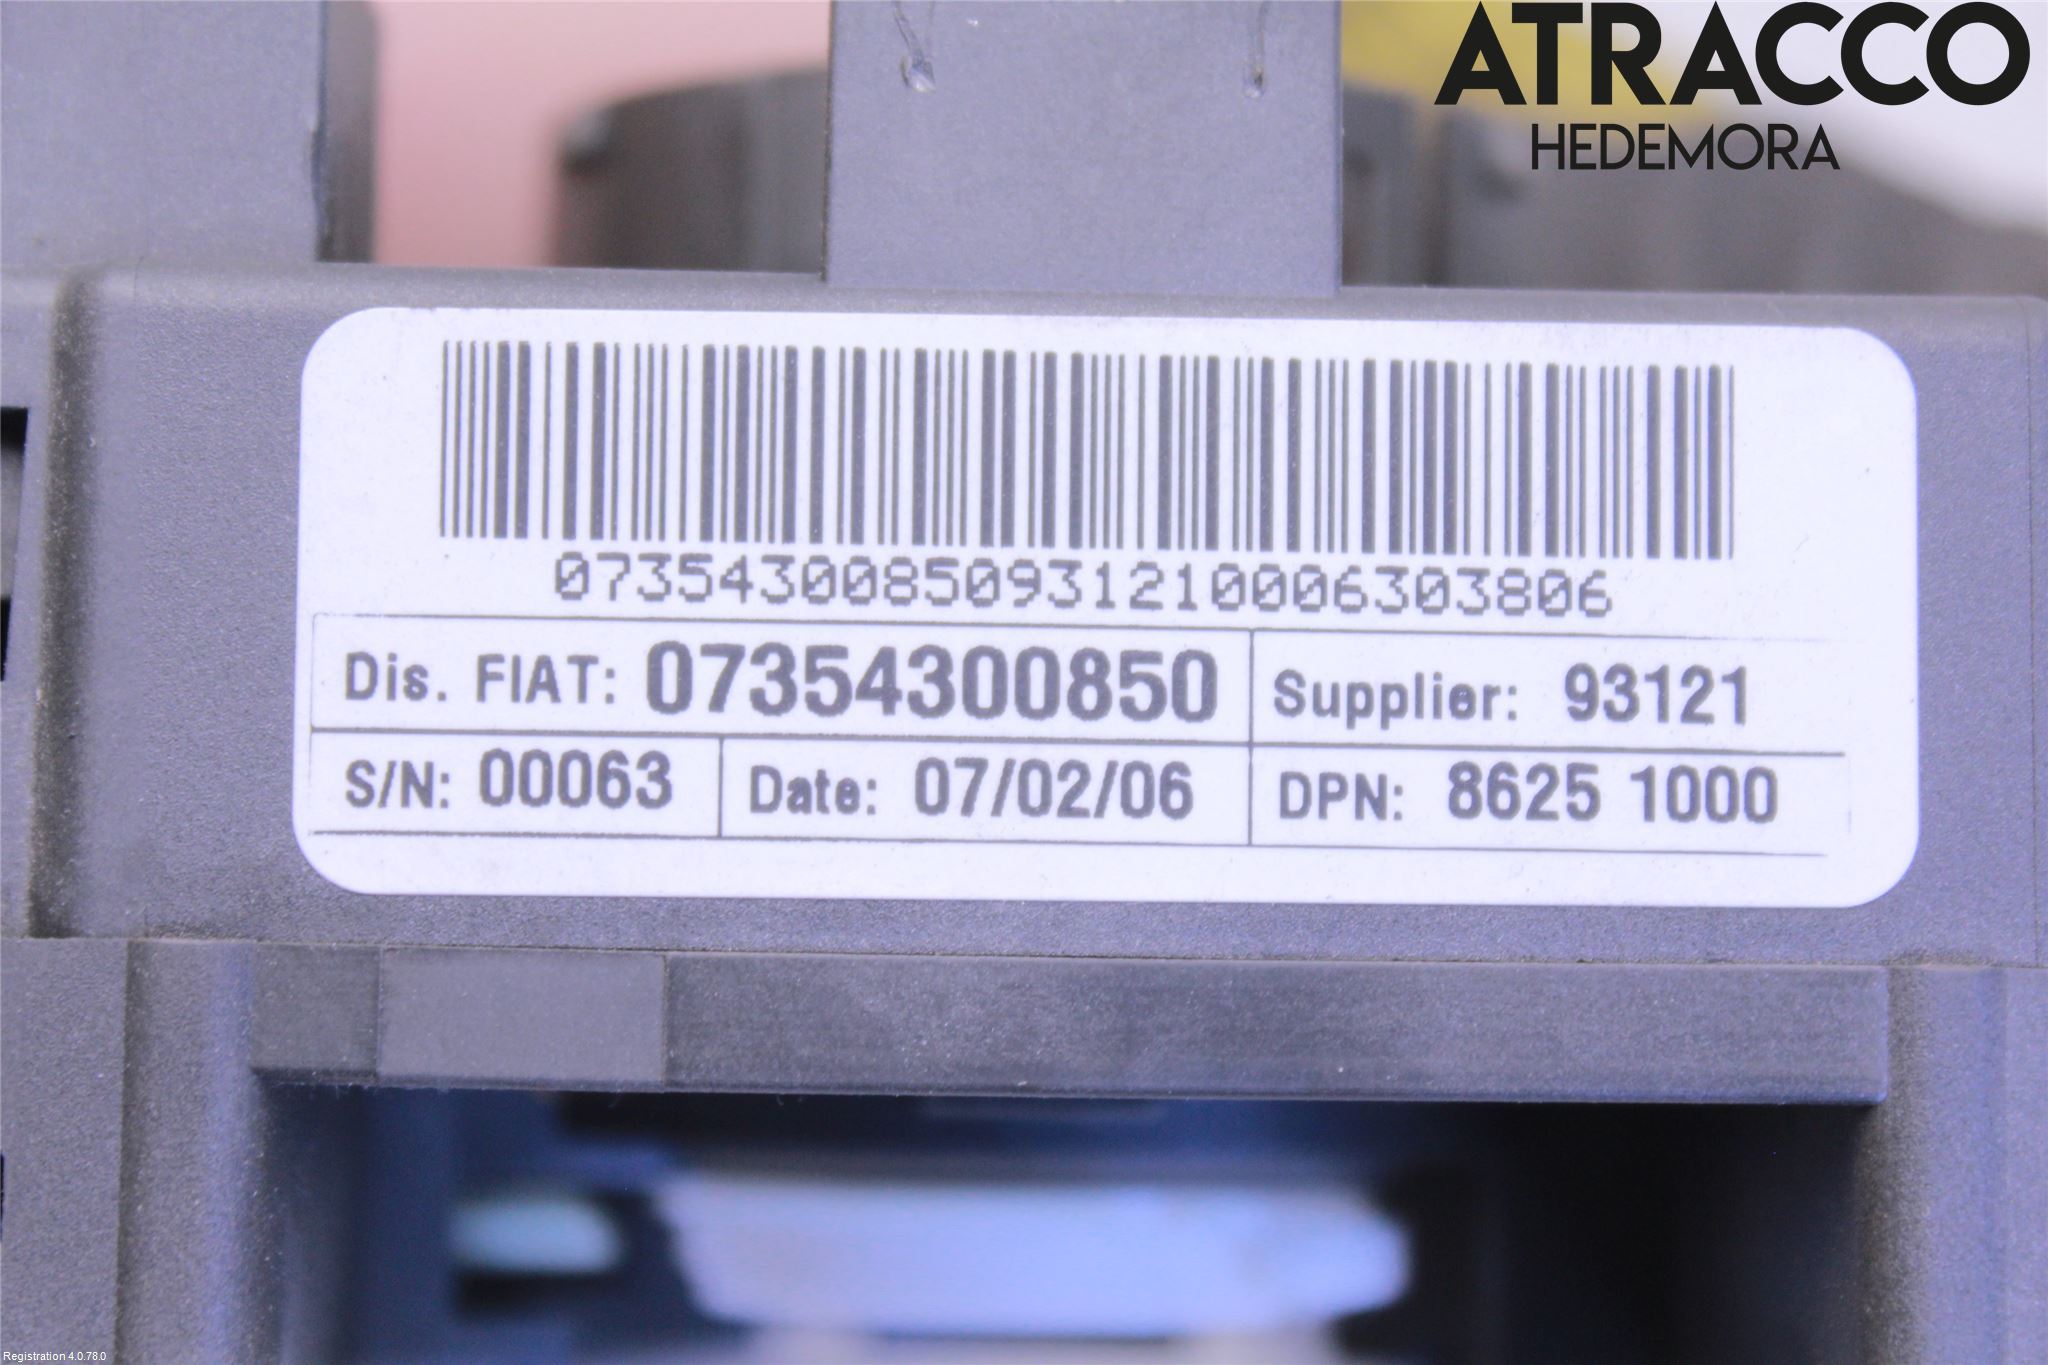 ATRACCO
HEDEMORA
07354300850931210006303806
Dis. FIAT: 07354300850 Supplier: 93121
S/N: 00063 Date: 07/02/06 DPN: 8625 1000
Registration 4.0.78.0